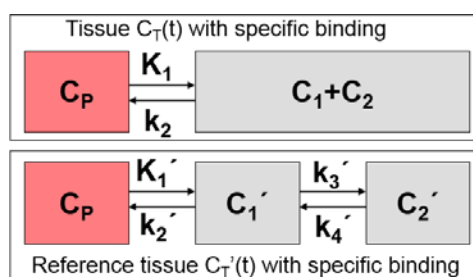 Tissue C_T(t) with specific binding
C_P
K_1
k_2
C_1+C_2
C_P
K_1´
k_2´
C_1´
k_3´
k_4´
C_2´
Reference tissue C_T'(t) with specific binding